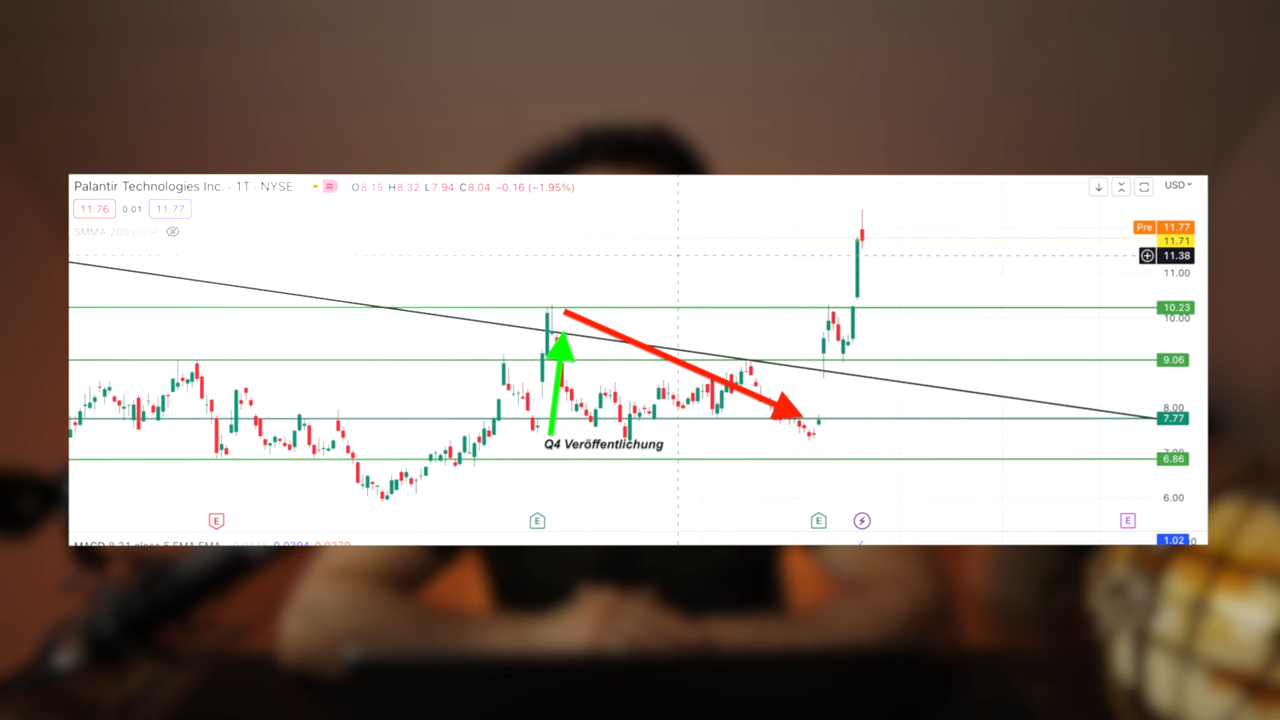 Palantir Technologies Inc. · 1T · NYSE
O8.15 H8.32 L7.94 C8.04 −0.16 (−1.95%)
USD
11.76 0.01 11.77
SMMA 200 close
Pre 11.77
11.71
11.38
11.00
10.23
10.00
9.06
8.00
7.77
7.00
6.86
6.00
Q4 Veröffentlichung
E
E
E
E
1.02